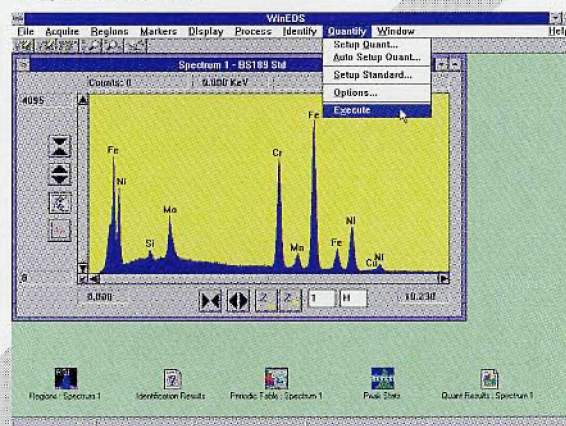 WinEDS
File Acquire Regions Markers Display Process Identify Quantify Window Help
Setup Quant...
Auto Setup Quant...
Setup Standard...
Options...
Execute
Spectrum 1 - BS189 Std
Counts: 0 0.000 KeV
4095
Fe
Ni
Si
Mo
Cr
Mn
Fe
Fe
Ni
Cu
Ni
0
0.000
Z
Z
1
H
10.230
Regions : Spectrum 1
Identification Results
Periodic Table : Spectrum 1
Peak Stats
Quant Results : Spectrum 1